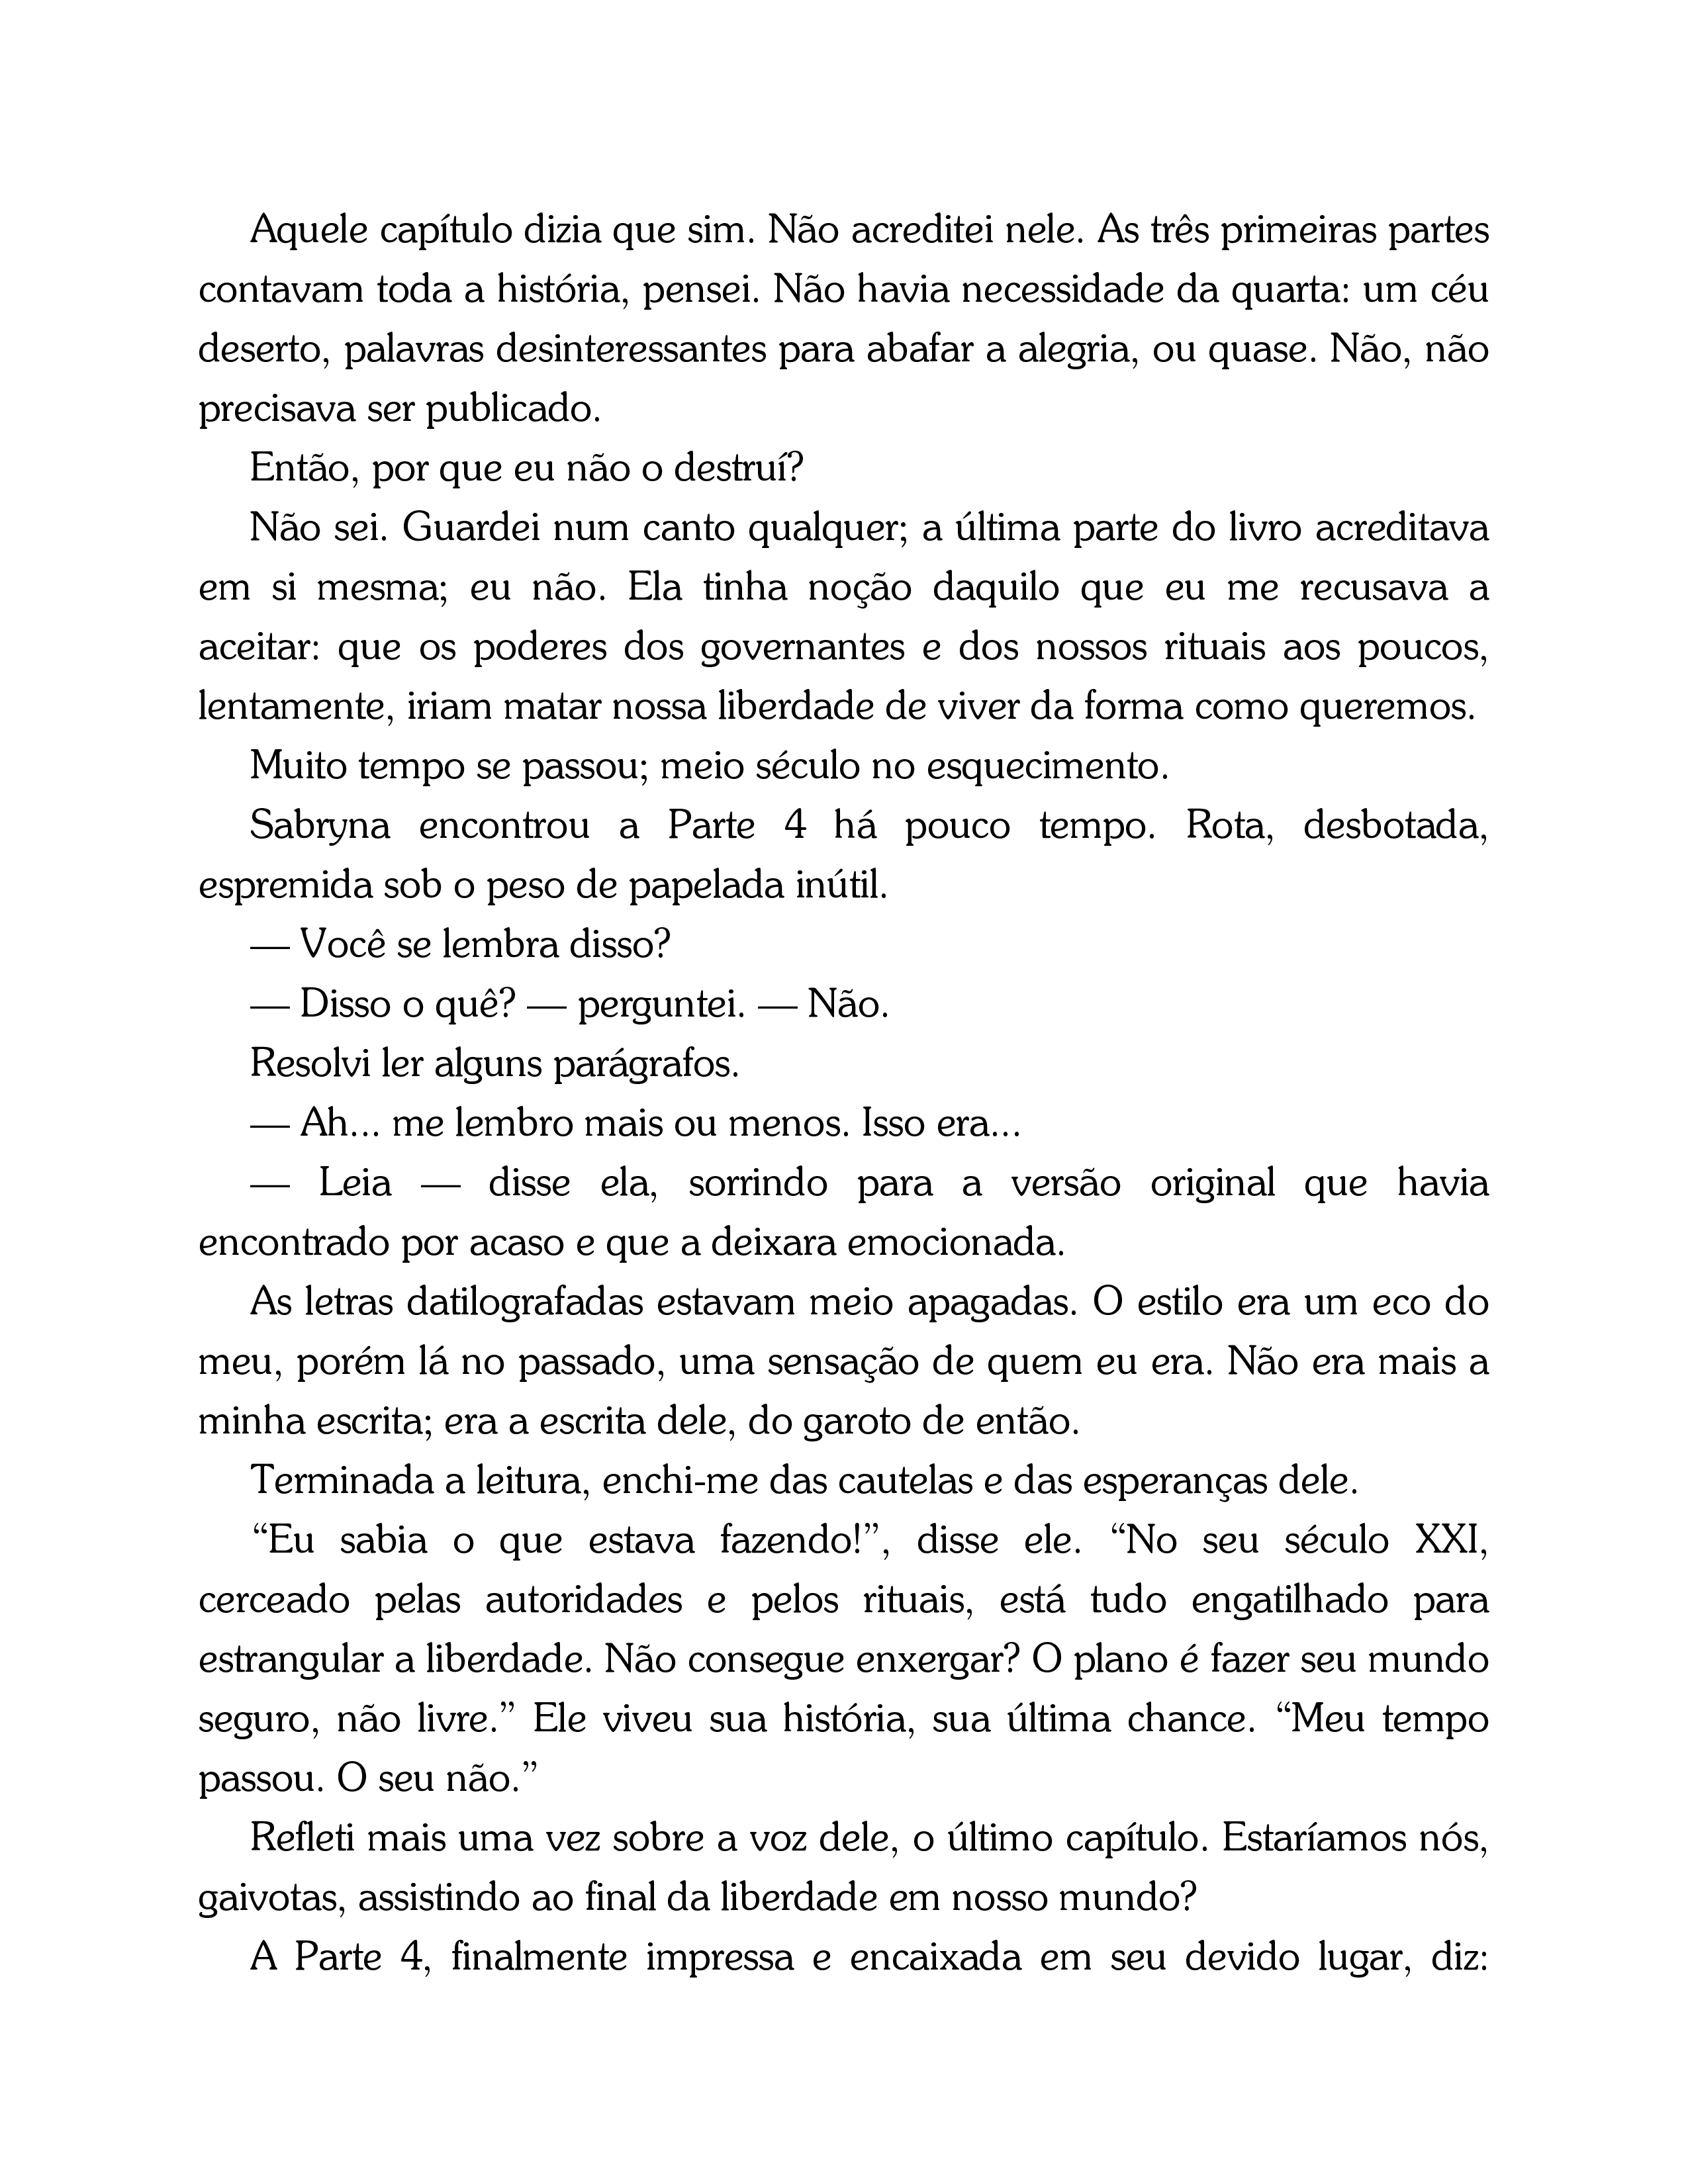 Aquele capítulo dizia que sim. Não acreditei nele. As três primeiras partes
contavam toda a história, pensei. Não havia necessidade da quarta: um céu
deserto, palavras desinteressantes para abafar a alegria, ou quase. Não, não
precisava ser publicado.
Então, por que eu não o destruí?
Não sei. Guardei num canto qualquer; a última parte do livro acreditava
em si mesma; eu não. Ela tinha noção daquilo que eu me recusava a
aceitar: que os poderes dos governantes e dos nossos rituais aos poucos,
lentamente, iriam matar nossa liberdade de viver da forma como queremos.
Muito tempo se passou; meio século no esquecimento.
Sabryna encontrou a Parte 4 há pouco tempo. Rota, desbotada,
espremida sob o peso de papelada inútil.
— Você se lembra disso?
— Disso o quê? — perguntei. — Não.
Resolvi ler alguns parágrafos.
— Ah... me lembro mais ou menos. Isso era...
— Leia — disse ela, sorrindo para a versão original que havia
encontrado por acaso e que a deixara emocionada.
As letras datilografadas estavam meio apagadas. O estilo era um eco do
meu, porém lá no passado, uma sensação de quem eu era. Não era mais a
minha escrita; era a escrita dele, do garoto de então.
Terminada a leitura, enchi-me das cautelas e das esperanças dele.
“Eu sabia o que estava fazendo!”, disse ele. “No seu século XXI,
cerceado pelas autoridades e pelos rituais, está tudo engatilhado para
estrangular a liberdade. Não consegue enxergar? O plano é fazer seu mundo
seguro, não livre.” Ele viveu sua história, sua última chance. “Meu tempo
passou. O seu não.”
Refleti mais uma vez sobre a voz dele, o último capítulo. Estaríamos nós,
gaivotas, assistindo ao final da liberdade em nosso mundo?
A Parte 4, finalmente impressa e encaixada em seu devido lugar, diz: